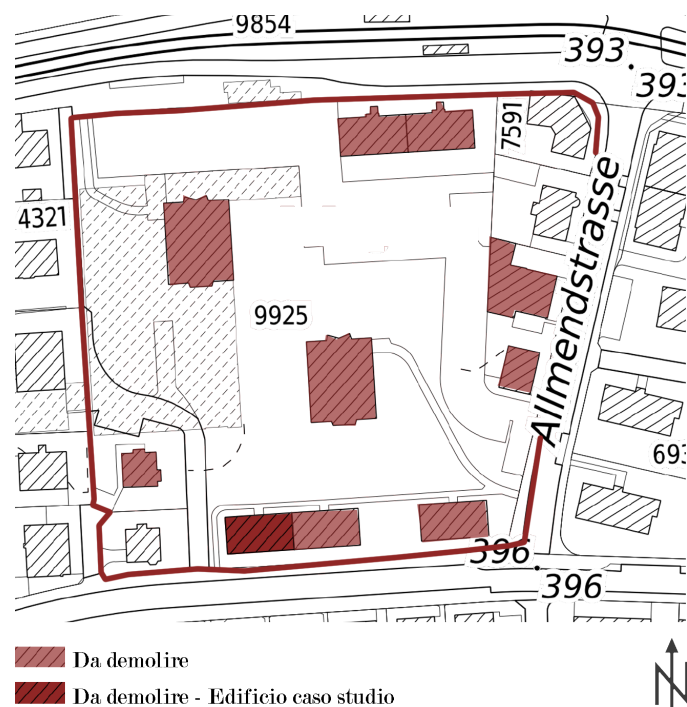 9854
393
393
7591
4321
Allmendstrasse
9925
693
396
396
Da demolire
Da demolire - Edificio caso studio
N